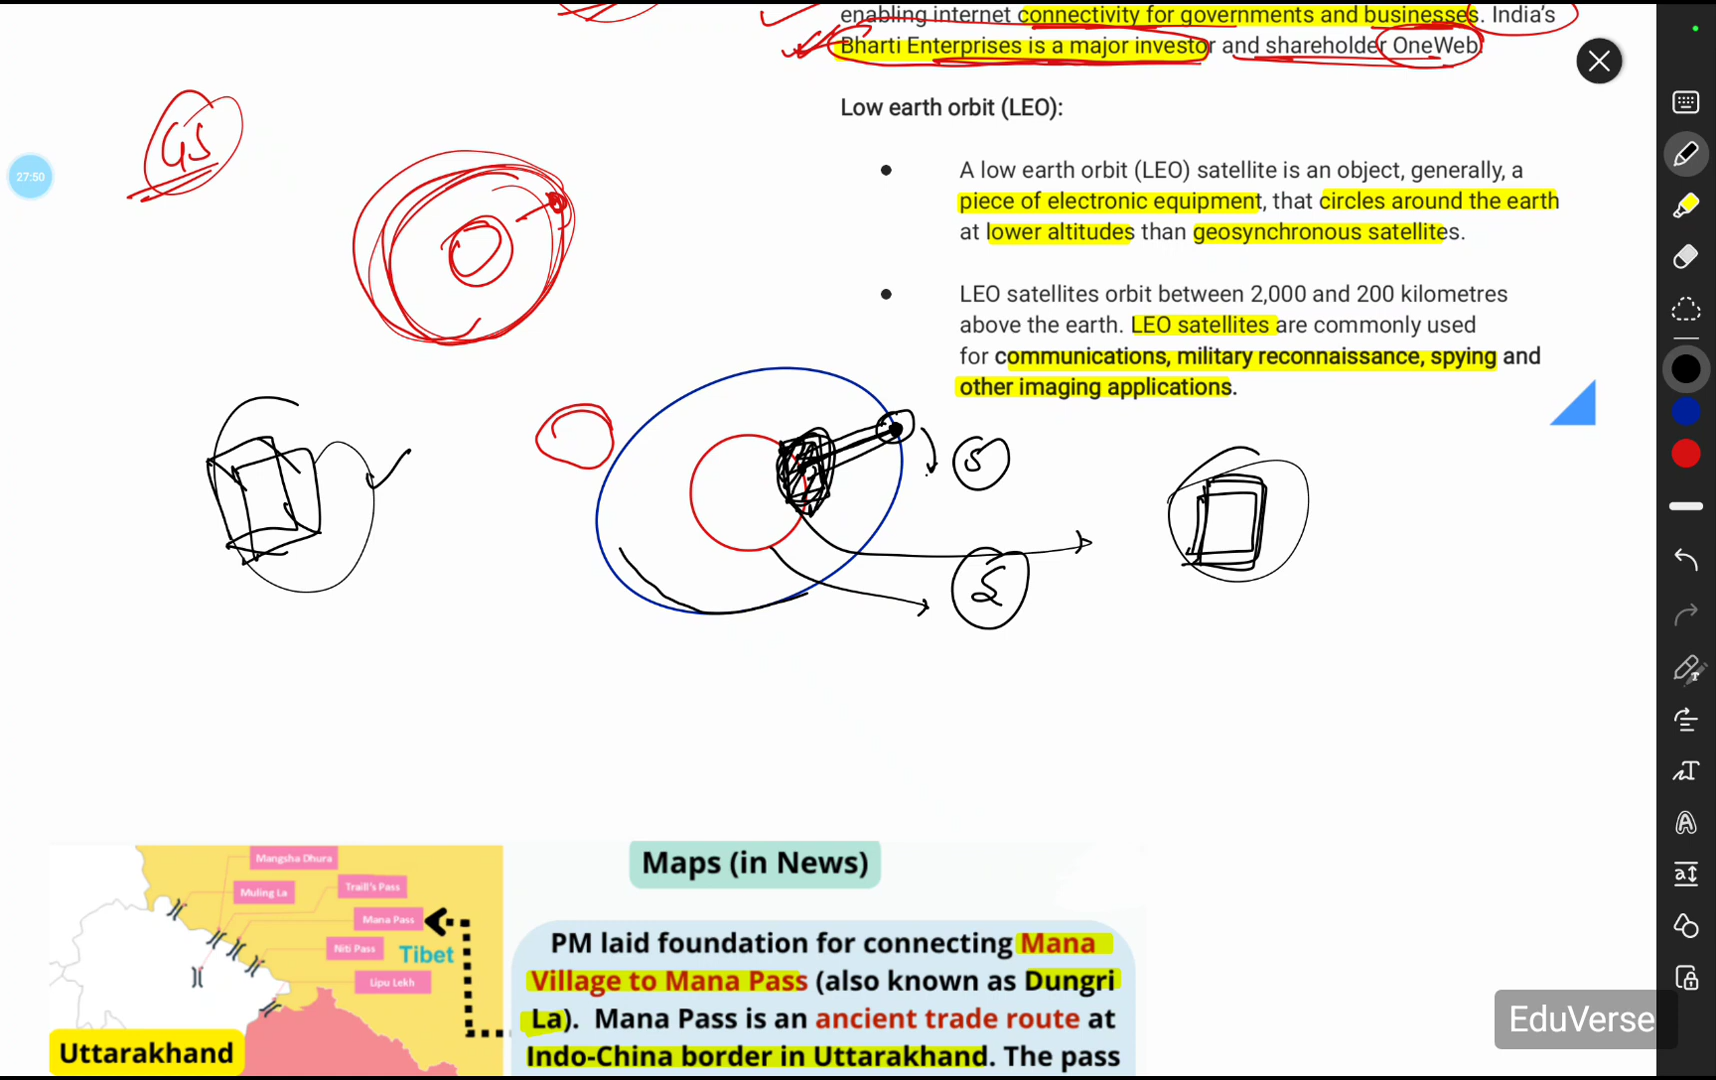 enabling internet connectivity for governments and businesses. India's
Bharti Enterprises is a major investor and shareholder OneWeb.
Low earth orbit (LEO):
GS
27:50
A low earth orbit (LEO) satellite is an object, generally, a
piece of electronic equipment, that circles around the earth
at lower altitudes than geosynchronous satellites.
LEO satellites orbit between 2,000 and 200 kilometres
above the earth. LEO satellites are commonly used
for communications, military reconnaissance, spying and
other imaging applications.
S
Maps (in News)
Mangsha Dhura
Muling La
Traill's Pass
Mana Pass
Niti Pass
Tibet
Lipu Lekh
Uttarakhand
PM laid foundation for connecting Mana
Village to Mana Pass (also known as Dungri
La). Mana Pass is an ancient trade route at
Indo-China border in Uttarakhand. The pass
EduVerse